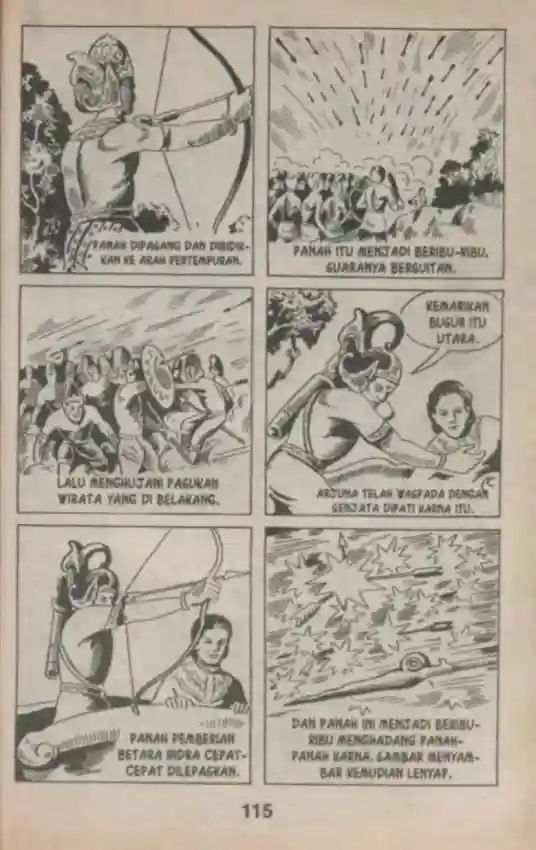 PANAH DIPAGANG DAN DIBIDIK-
KAN KE ARAH PERTEMPURAN.
PANAH ITU MENJADI BERIBU-RIBU.
SUARANYA BERGUITAN.
LALU MENGHUJANI PASUKAN
WIRATA YANG DI BELAKANG.
KEMARIKAN
BUSUR ITU
UTARA.
ARJUNA TELAH WASPADA DENGAN
SENJATA DIPATI KARNA ITU.
PANAH PEMBERIAN
BETARA INDRA CEPAT-
CEPAT DILEPASKAN.
DAN PANAH INI MENJADI BERIBU-
RIBU MENGHADANG PANAH-
PANAH KARNA. SAMBAR MENYAM-
BAR KEMUDIAN LENYAP.
115